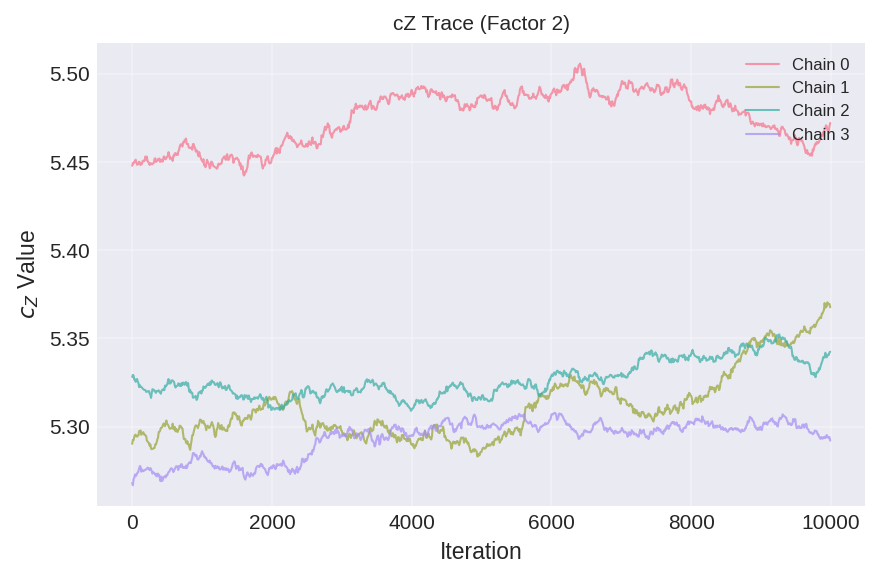 cZ Trace (Factor 2)
Chain 0
Chain 1
Chain 2
Chain 3
5.50
5.45
5.40
5.35
5.30
cZ Value
0 2000 4000 6000 8000 10000
Iteration